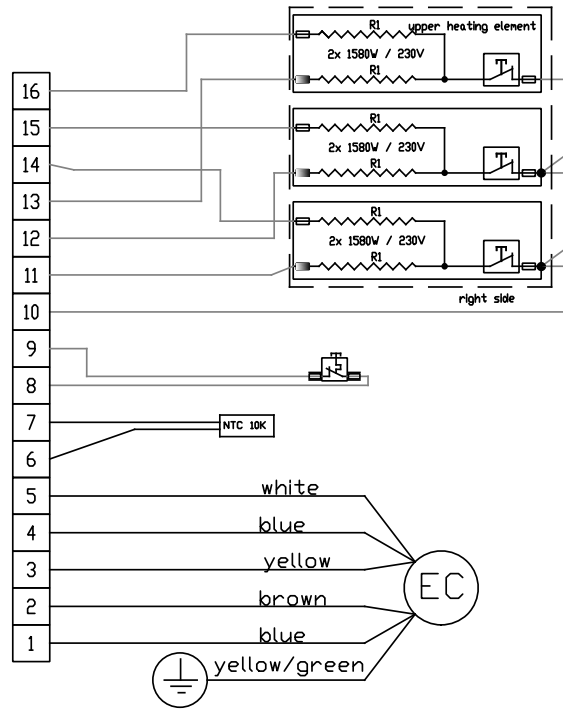 R1 upper heating element
2x 1580W / 230V
R1
16
15
R1
2x 1580W / 230V
14
R1
13
R1
12
2x 1580W / 230V
R1
11
right side
10
9
8
7
NTC 10K
6
5
white
4
blue
3
yellow
EC
2
brown
1
blue
yellow/green